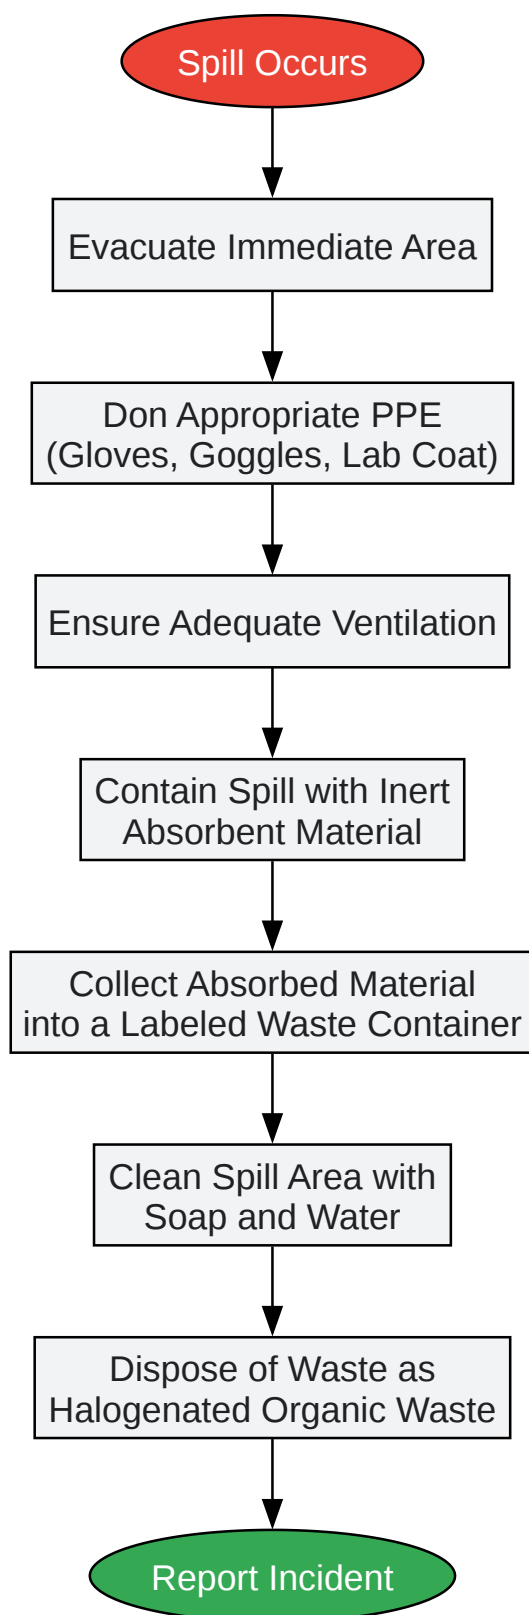 Spill Occurs
Evacuate Immediate Area
Don Appropriate PPE
(Gloves, Goggles, Lab Coat)
Ensure Adequate Ventilation
Contain Spill with Inert
Absorbent Material
Collect Absorbed Material
into a Labeled Waste Container
Clean Spill Area with
Soap and Water
Dispose of Waste as
Halogenated Organic Waste
Report Incident